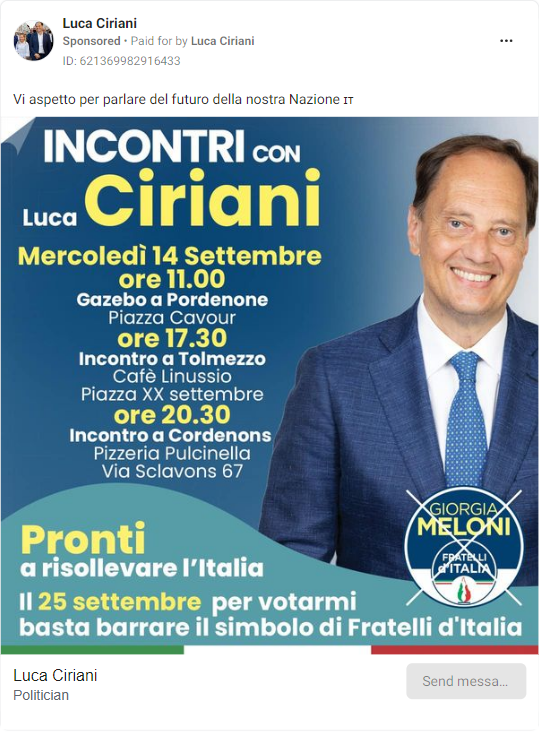 Luca Ciriani
Sponsored • Paid for by Luca Ciriani
ID: 621369982916433
Vi aspetto per parlare del futuro della nostra Nazione IT
INCONTRI CON
Luca Ciriani
Mercoledì 14 Settembre
ore 11.00
Gazebo a Pordenone
Piazza Cavour
ore 17.30
Incontro a Tolmezzo
Cafè Linussio
Piazza XX settembre
ore 20.30
Incontro a Cordenons
Pizzeria Pulcinella
Via Sclavons 67
GIORGIA
MELONI
FRATELLI
d'ITALIA
Pronti
a risollevare l'Italia
Il 25 settembre per votarmi
basta barrare il simbolo di Fratelli d'Italia
Luca Ciriani
Politician
Send messa...